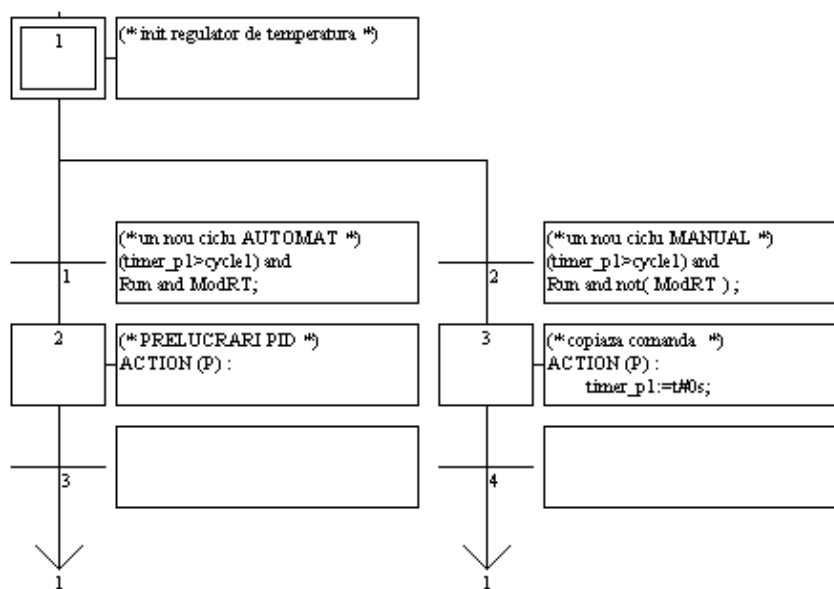 1
(* init regulator de temperatura *)
(* un nou ciclu AUTOMAT *)
(timer_p1>cycle1) and
Run and ModRT;
1
(* un nou ciclu MANUAL *)
(timer_p1>cycle1) and
Run and not( ModRT ) ;
2
2
(* PRELUCRARI PID *)
ACTION (P) :
3
(* copiaza comanda *)
ACTION (P) :
timer_p1:=t#0s;
3
4
1
1